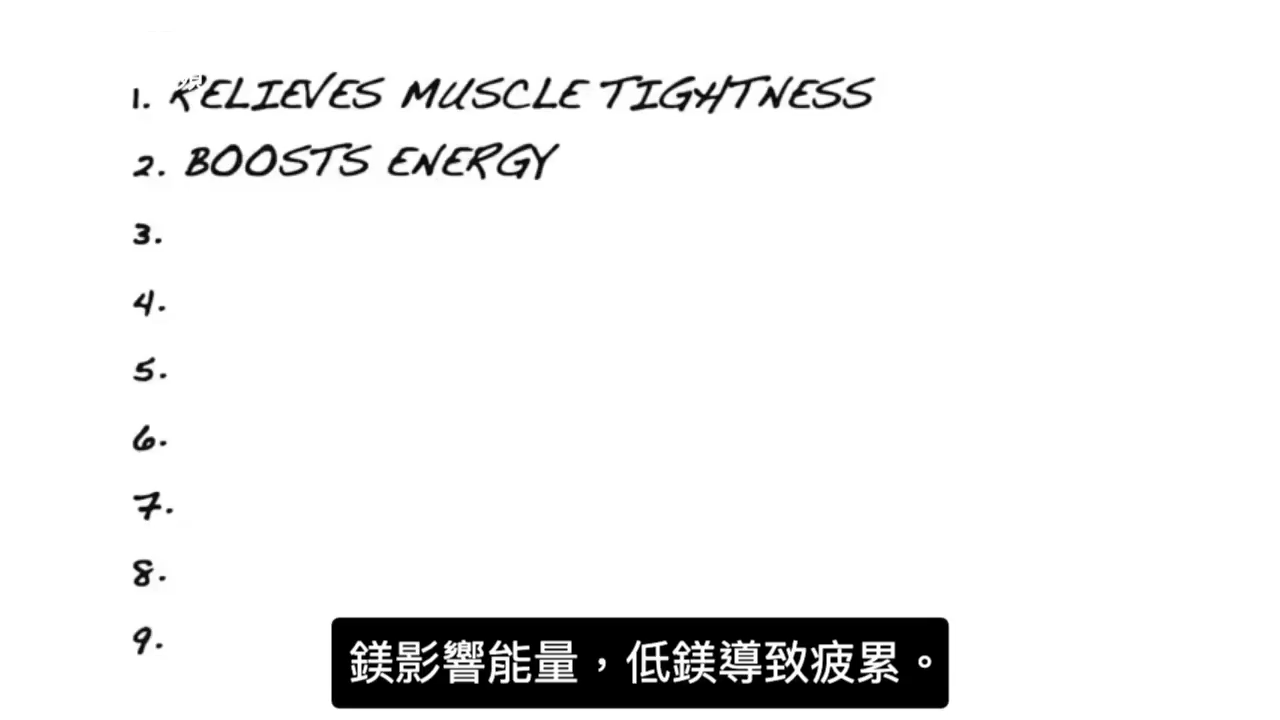 1. RELIEVES MUSCLE TIGHTNESS
2. BOOSTS ENERGY
3.
4.
5.
6.
7.
8.
9.
鎂影響能量，低鎂導致疲累。